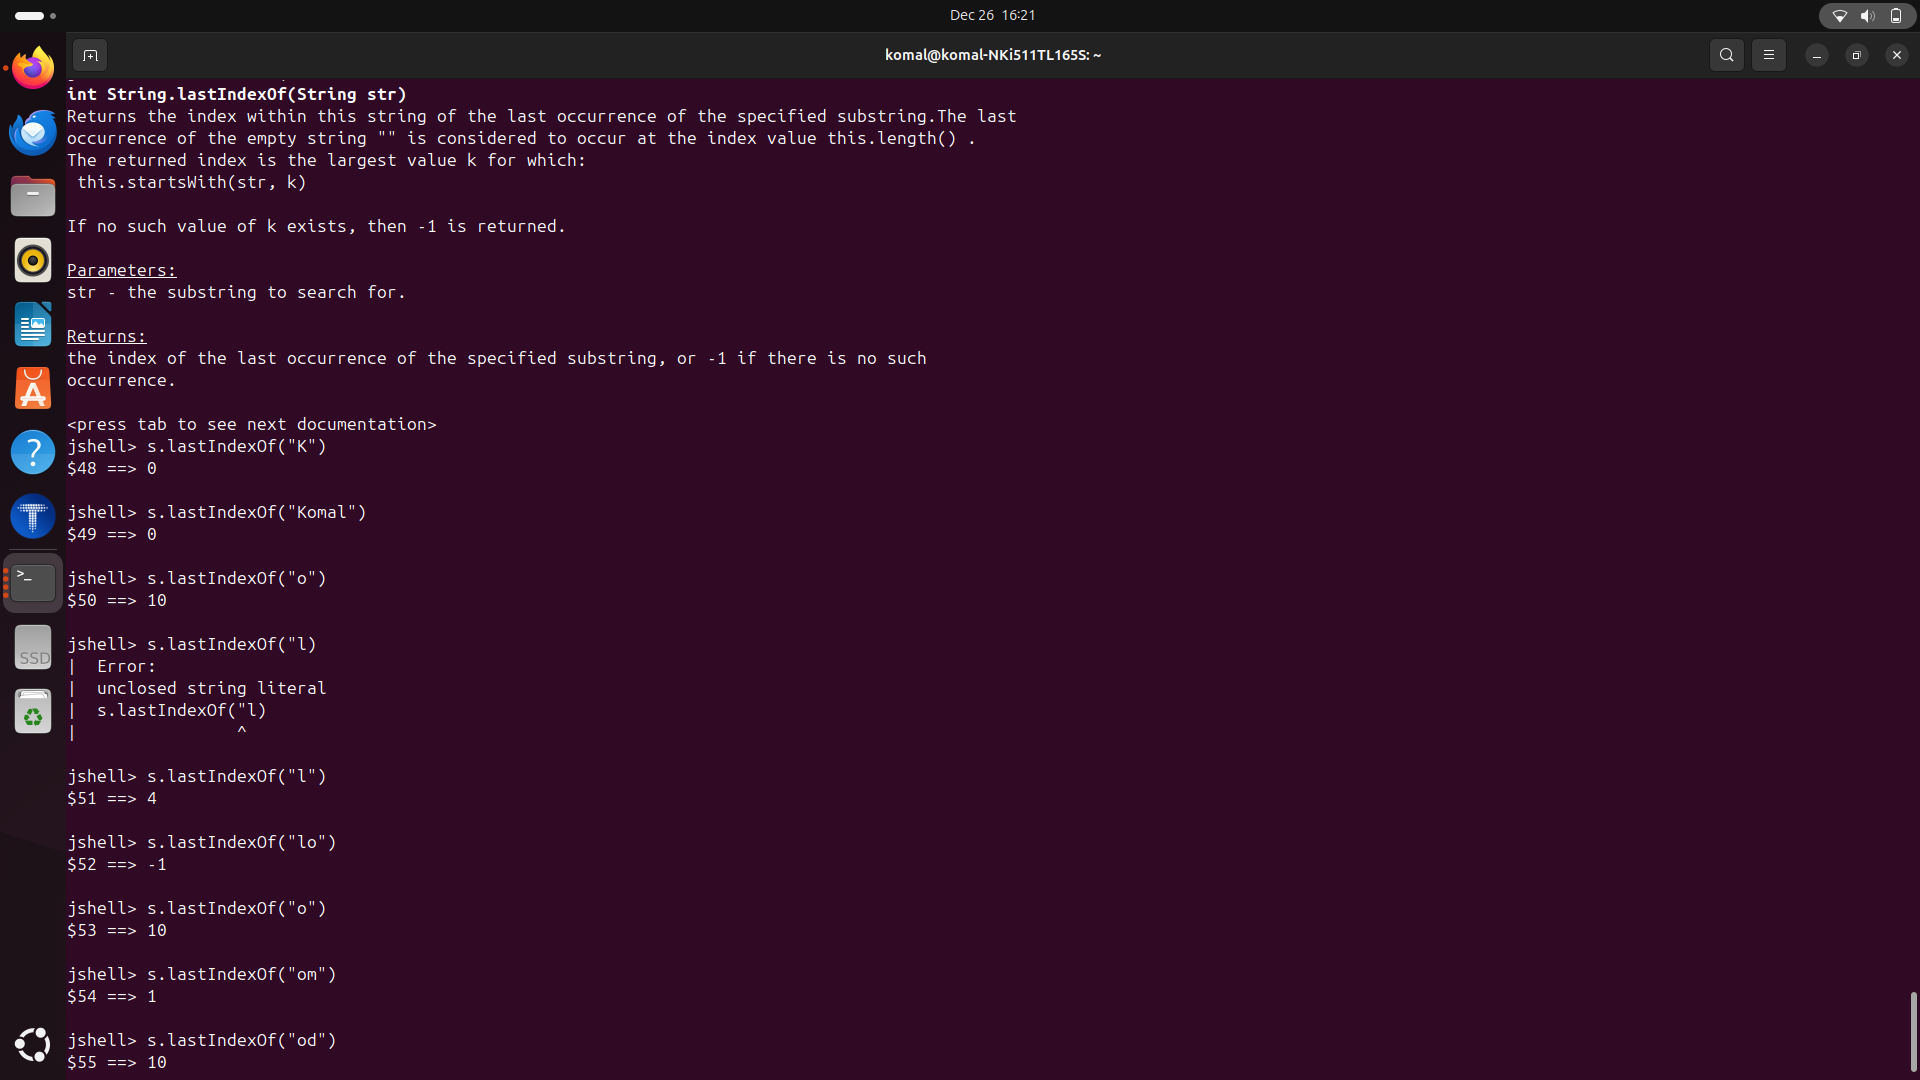 Dec 26 16:21
komal@komal-NKi511TL165S: ~
int String.lastIndexOf(String str)
Returns the index within this string of the last occurrence of the specified substring.The last
occurrence of the empty string "" is considered to occur at the index value this.length() .
The returned index is the largest value k for which:
this.startsWith(str, k)
If no such value of k exists, then -1 is returned.
Parameters:
str - the substring to search for.
Returns:
the index of the last occurrence of the specified substring, or -1 if there is no such
occurrence.
<press tab to see next documentation>
jshell> s.lastIndexOf("K")
$48 ==> 0
jshell> s.lastIndexOf("Komal")
$49 ==> 0
jshell> s.lastIndexOf("o")
$50 ==> 10
jshell> s.lastIndexOf("l)
|  Error:
|  unclosed string literal
|  s.lastIndexOf("l)
|                ^
jshell> s.lastIndexOf("l")
$51 ==> 4
jshell> s.lastIndexOf("lo")
$52 ==> -1
jshell> s.lastIndexOf("o")
$53 ==> 10
jshell> s.lastIndexOf("om")
$54 ==> 1
jshell> s.lastIndexOf("od")
$55 ==> 10
SSD